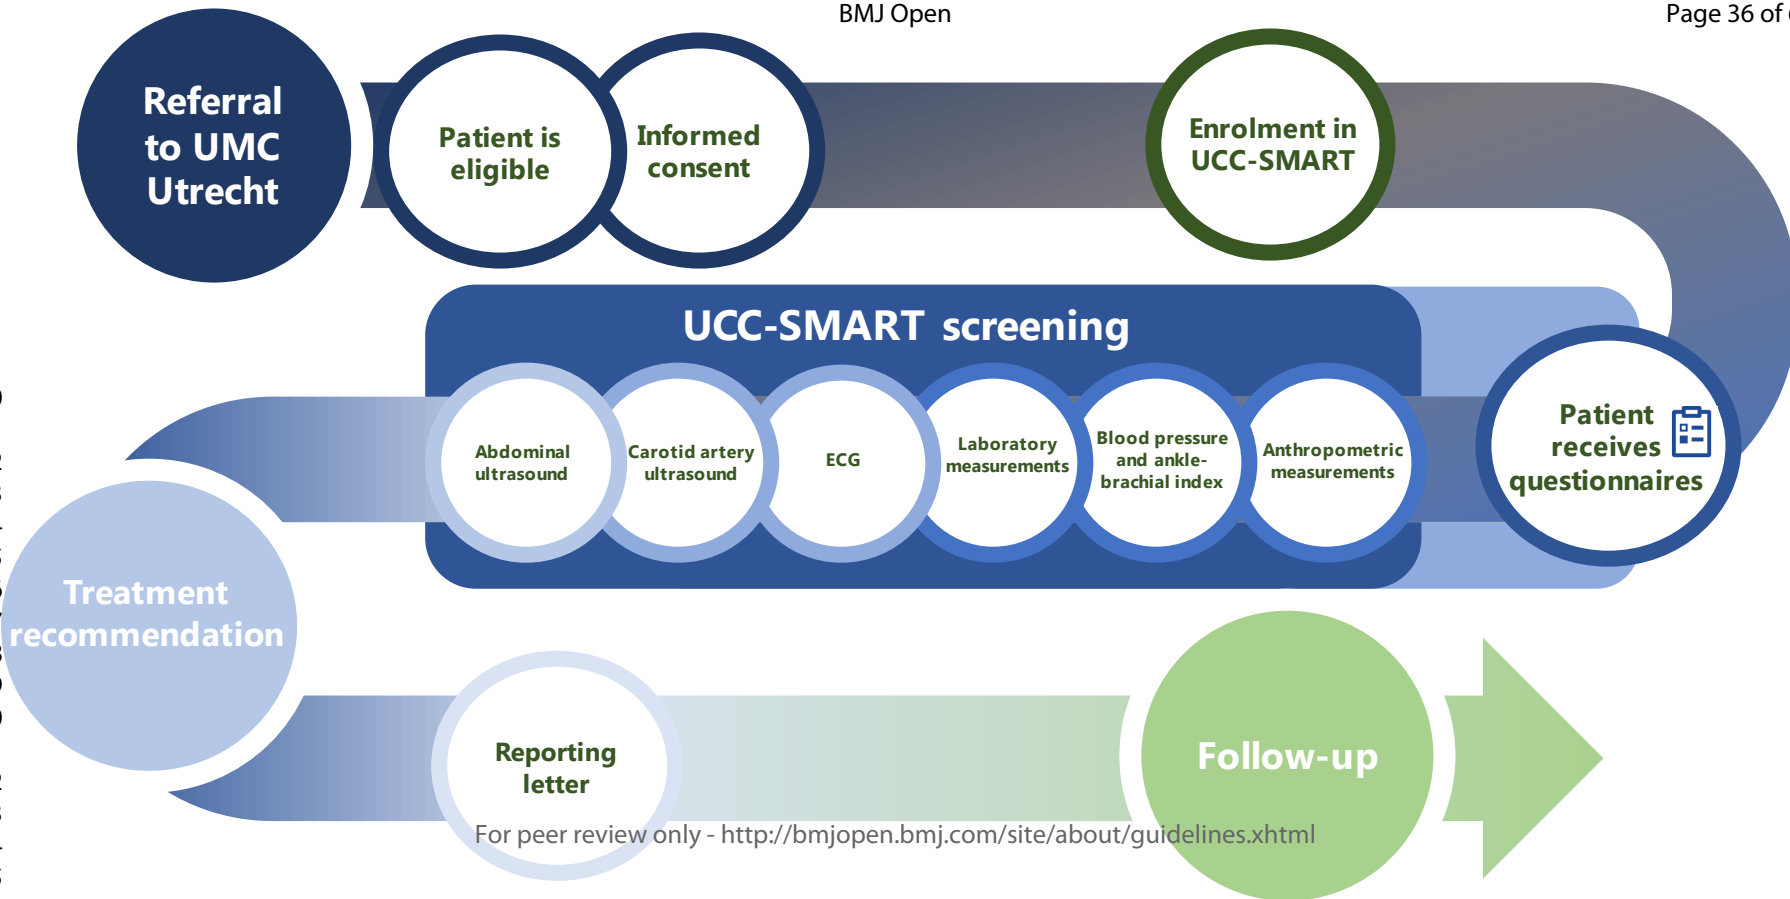 BMJ Open
Page 36 of
Referral
to UMC
Utrecht
Patient is
eligible
Informed
consent
Enrolment in
UCC-SMART
UCC-SMART screening
Patient
receives
questionnaires
Abdominal
ultrasound
Carotid artery
ultrasound
ECG
Laboratory
measurements
Blood pressure
and ankle-
brachial index
Anthropometric
measurements
Treatment
recommendation
Reporting
letter
Follow-up
For peer review only - http://bmjopen.bmj.com/site/about/guidelines.xhtml